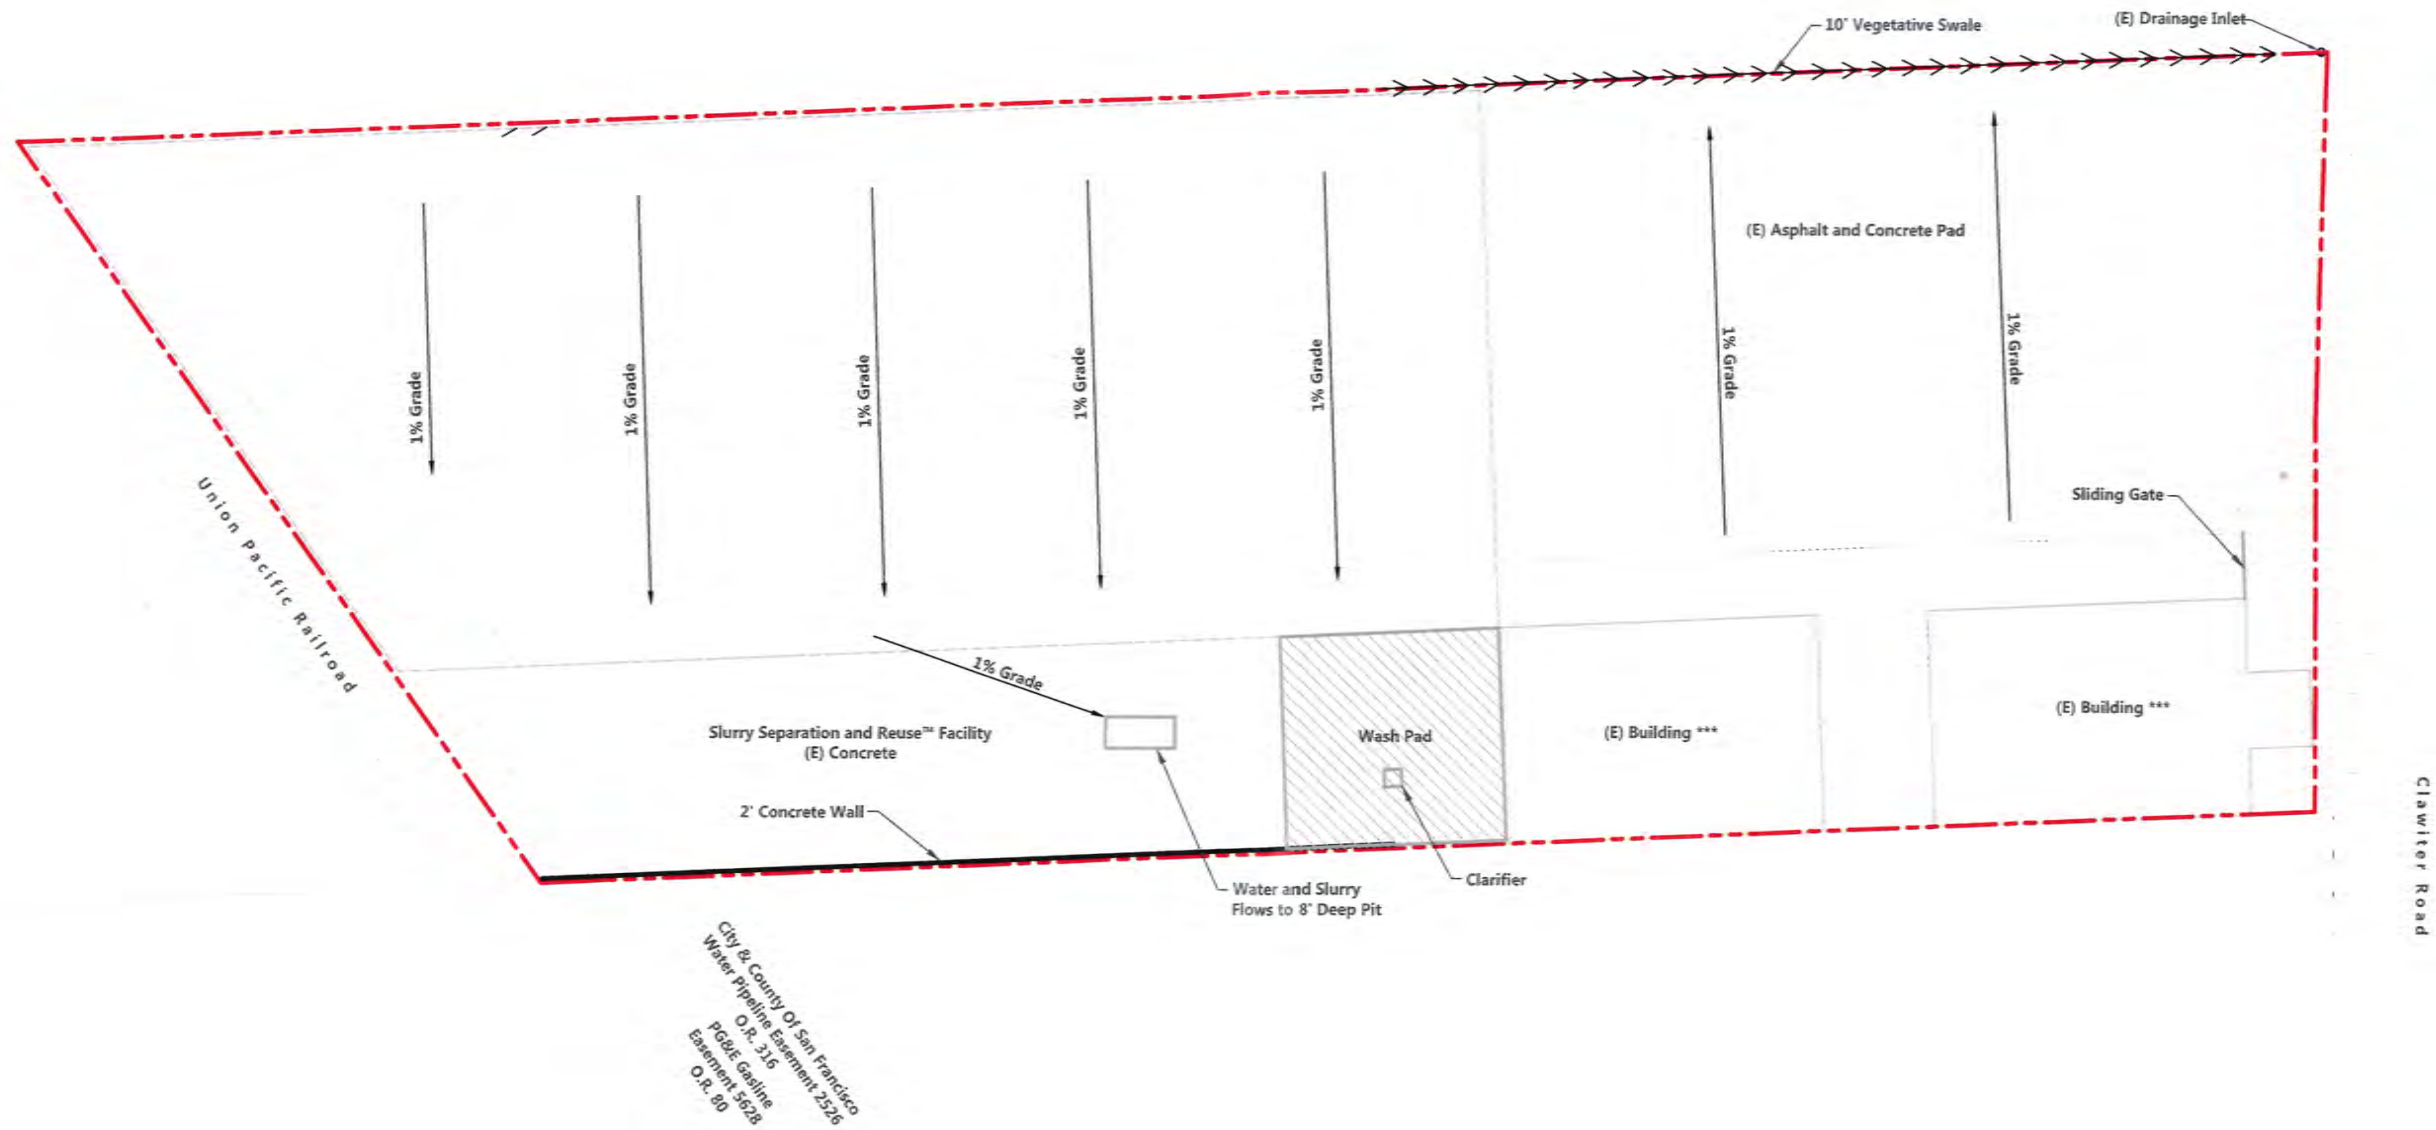 10' Vegetative Swale
(E) Drainage Inlet
(E) Asphalt and Concrete Pad
1% Grade
1% Grade
1% Grade
1% Grade
1% Grade
1% Grade
1% Grade
Sliding Gate
Union Pacific Railroad
1% Grade
Slurry Separation and Reuse™ Facility
(E) Concrete
Wash Pad
(E) Building ***
(E) Building ***
2' Concrete Wall
Clarifier
Water and Slurry
Flows to 8' Deep Pit
Clawiter Road
City & County Of San Francisco
Water Pipeline Easement 2526
O.R. 316
PG&E Gasline
Easement 5628
O.R. 80